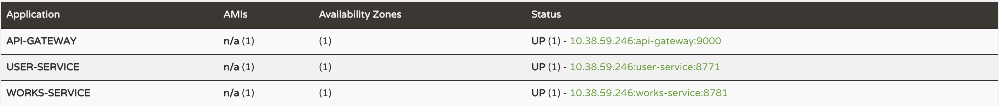 Application AMIs Availability Zones Status
API-GATEWAY n/a (1) (1) UP (1) - 10.38.59.246:api-gateway:9000
USER-SERVICE n/a (1) (1) UP (1) - 10.38.59.246:user-service:8771
WORKS-SERVICE n/a (1) (1) UP (1) - 10.38.59.246:works-service:8781